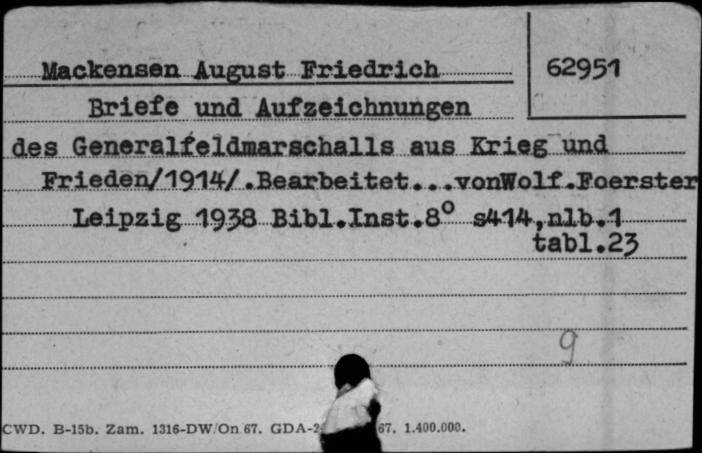 Mackensen August Friedrich 62951
Briefe und Aufzeichnungen
des Generalfeldmarschalls aus Krieg und
Frieden/1914/.Bearbeitet...vonWolf.Foerster
Leipzig 1938 Bibl.Inst.8° s414,nlb.1
tabl.23
9
CWD. B-15b. Zam. 1316-DW/On 67. GDA-2 67. 1.400.000.